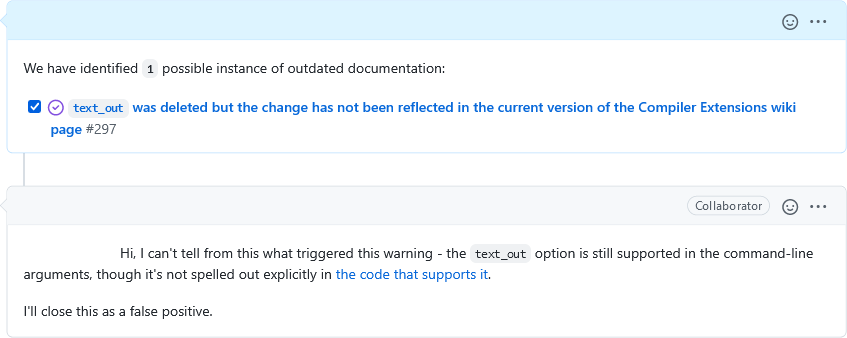 We have identified 1 possible instance of outdated documentation:
text_out was deleted but the change has not been reflected in the current version of the Compiler Extensions wiki
page #297
Collaborator
Hi, I can't tell from this what triggered this warning - the text_out option is still supported in the command-line
arguments, though it's not spelled out explicitly in the code that supports it.
I'll close this as a false positive.